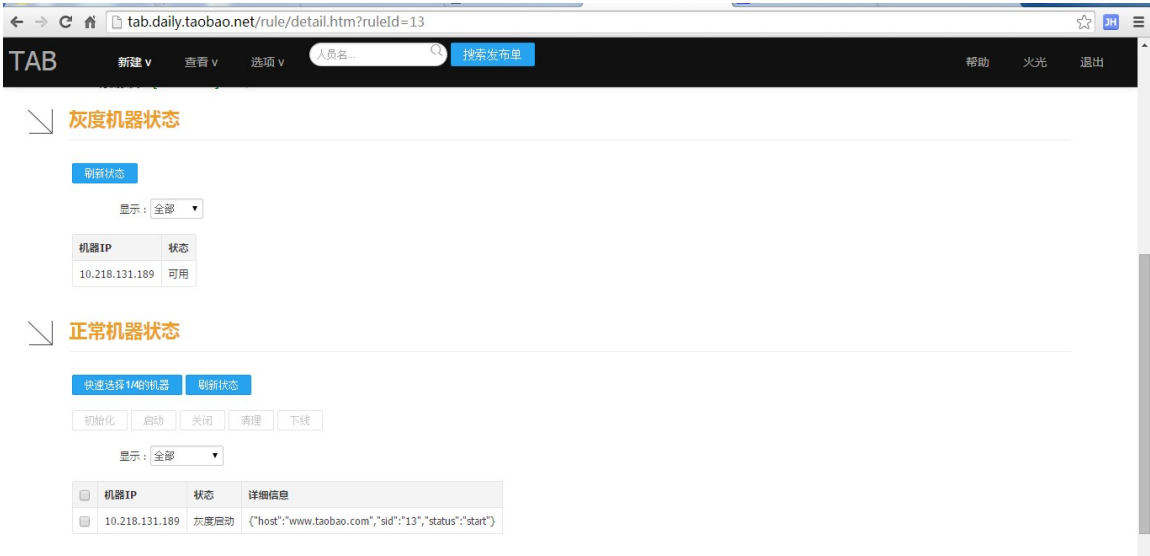 tab.daily.taobao.net/rule/detail.htm?ruleId=13
JH
TAB 新建 v 查看 v 选项 v 人员名... 搜索发布单 帮助 火光 退出
灰度机器状态
刷新状态
显示：全部
机器IP 状态
10.218.131.189 可用
正常机器状态
快速选择1/4的机器 刷新状态
初始化 启动 关闭 清理 下线
显示：全部
机器IP 状态 详细信息
10.218.131.189 灰度启动 {"host":"www.taobao.com","sid":"13","status":"start"}